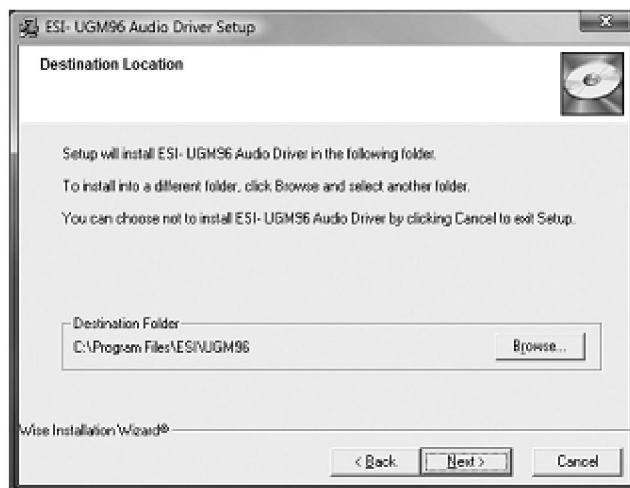 ESI- UGM96 Audio Driver Setup
Destination Location
Setup will install ESI- UGM96 Audio Driver in the following folder.
To install into a different folder, click Browse and select another folder.
You can choose not to install ESI- UGM96 Audio Driver by clicking Cancel to exit Setup.
Destination Folder
C:\Program Files\ESI\UGM96
Browse...
Wise Installation Wizard®
< Back
Next >
Cancel